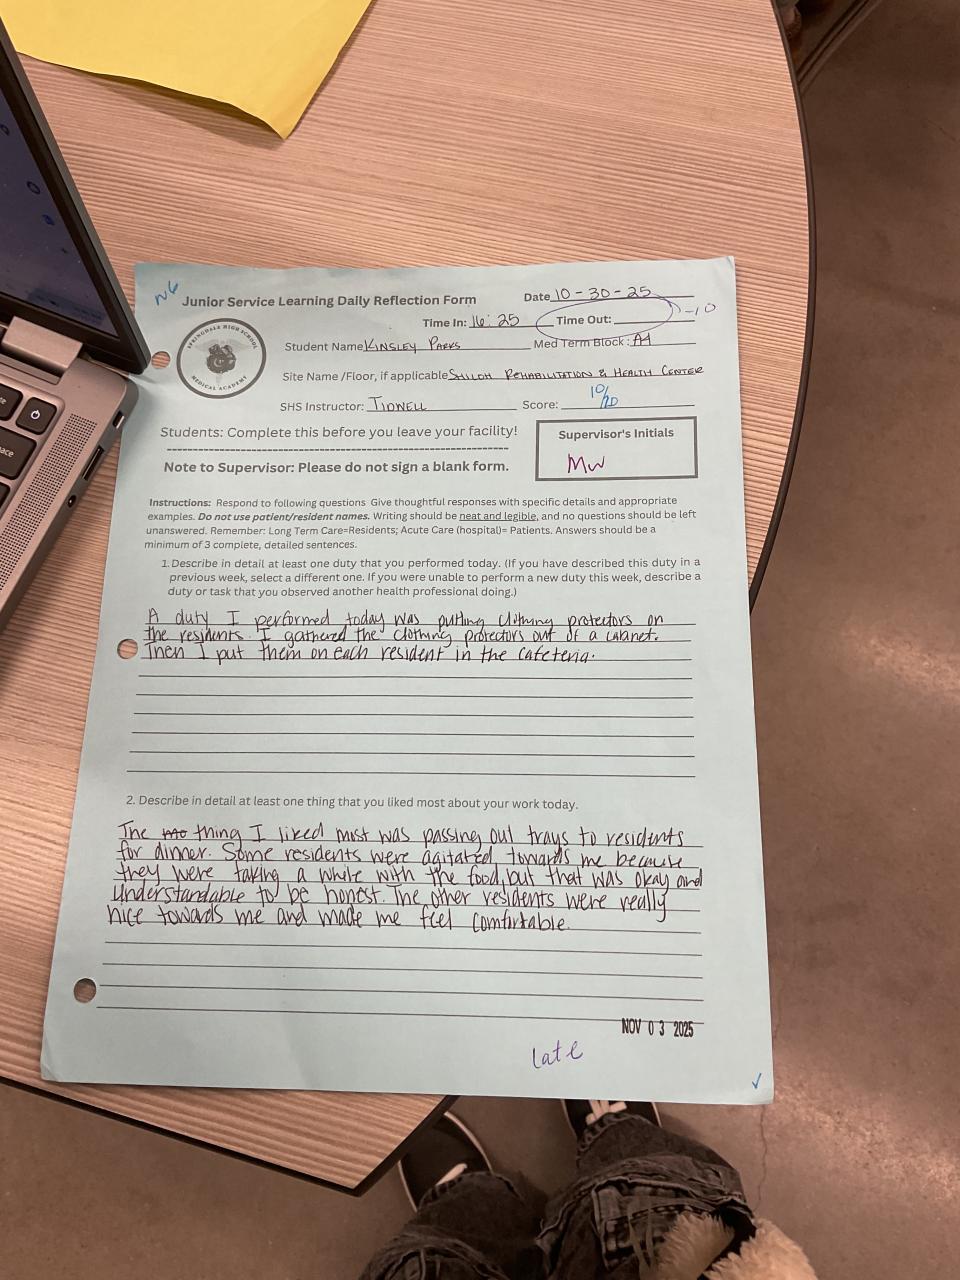 N6
Junior Service Learning Daily Reflection Form
Date 10-30-25
Time In: 16:25
Time Out:
-10
SPRINGDALE HIGH SCHOOL
MEDICAL ACADEMY
Student Name KINSLEY PARKS
Med Term Block: A4
Site Name /Floor, if applicable SHILOH REHABILITATION & HEALTH CENTER
SHS Instructor: TIDWELL
Score: 10/20
Students: Complete this before you leave your facility!
Supervisor's Initials
MW
Note to Supervisor: Please do not sign a blank form.
Instructions: Respond to following questions Give thoughtful responses with specific details and appropriate
examples. Do not use patient/resident names. Writing should be neat and legible, and no questions should be left
unanswered. Remember: Long Term Care=Residents; Acute Care (hospital)= Patients. Answers should be a
minimum of 3 complete, detailed sentences.
1. Describe in detail at least one duty that you performed today. (If you have described this duty in a
previous week, select a different one. If you were unable to perform a new duty this week, describe a
duty or task that you observed another health professional doing.)
A duty I performed today was putting clothing protectors on
the residents. I gathered the clothing protectors out of a cabinet.
Then I put them on each resident in the cafeteria.
2. Describe in detail at least one thing that you liked most about your work today.
The thing I liked most was passing out trays to residents
for dinner. Some residents were agitated towards me because
they were taking a while with the food, but that was okay and
understandable to be honest. The other residents were really
nice towards me and made me feel comfortable.
NOV 03 2025
late